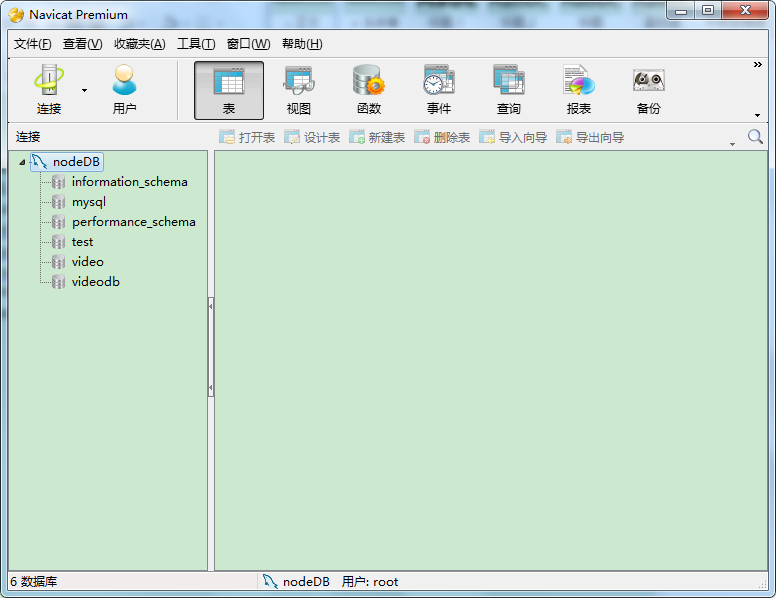 Navicat Premium
文件(F) 查看(V) 收藏夹(A) 工具(T) 窗口(W) 帮助(H)
连接 用户 表 视图 函数 事件 查询 报表 备份
连接 打开表 设计表 新建表 删除表 导入向导 导出向导
nodeDB
information_schema
mysql
performance_schema
test
video
videodb
6 数据库 nodeDB 用户: root